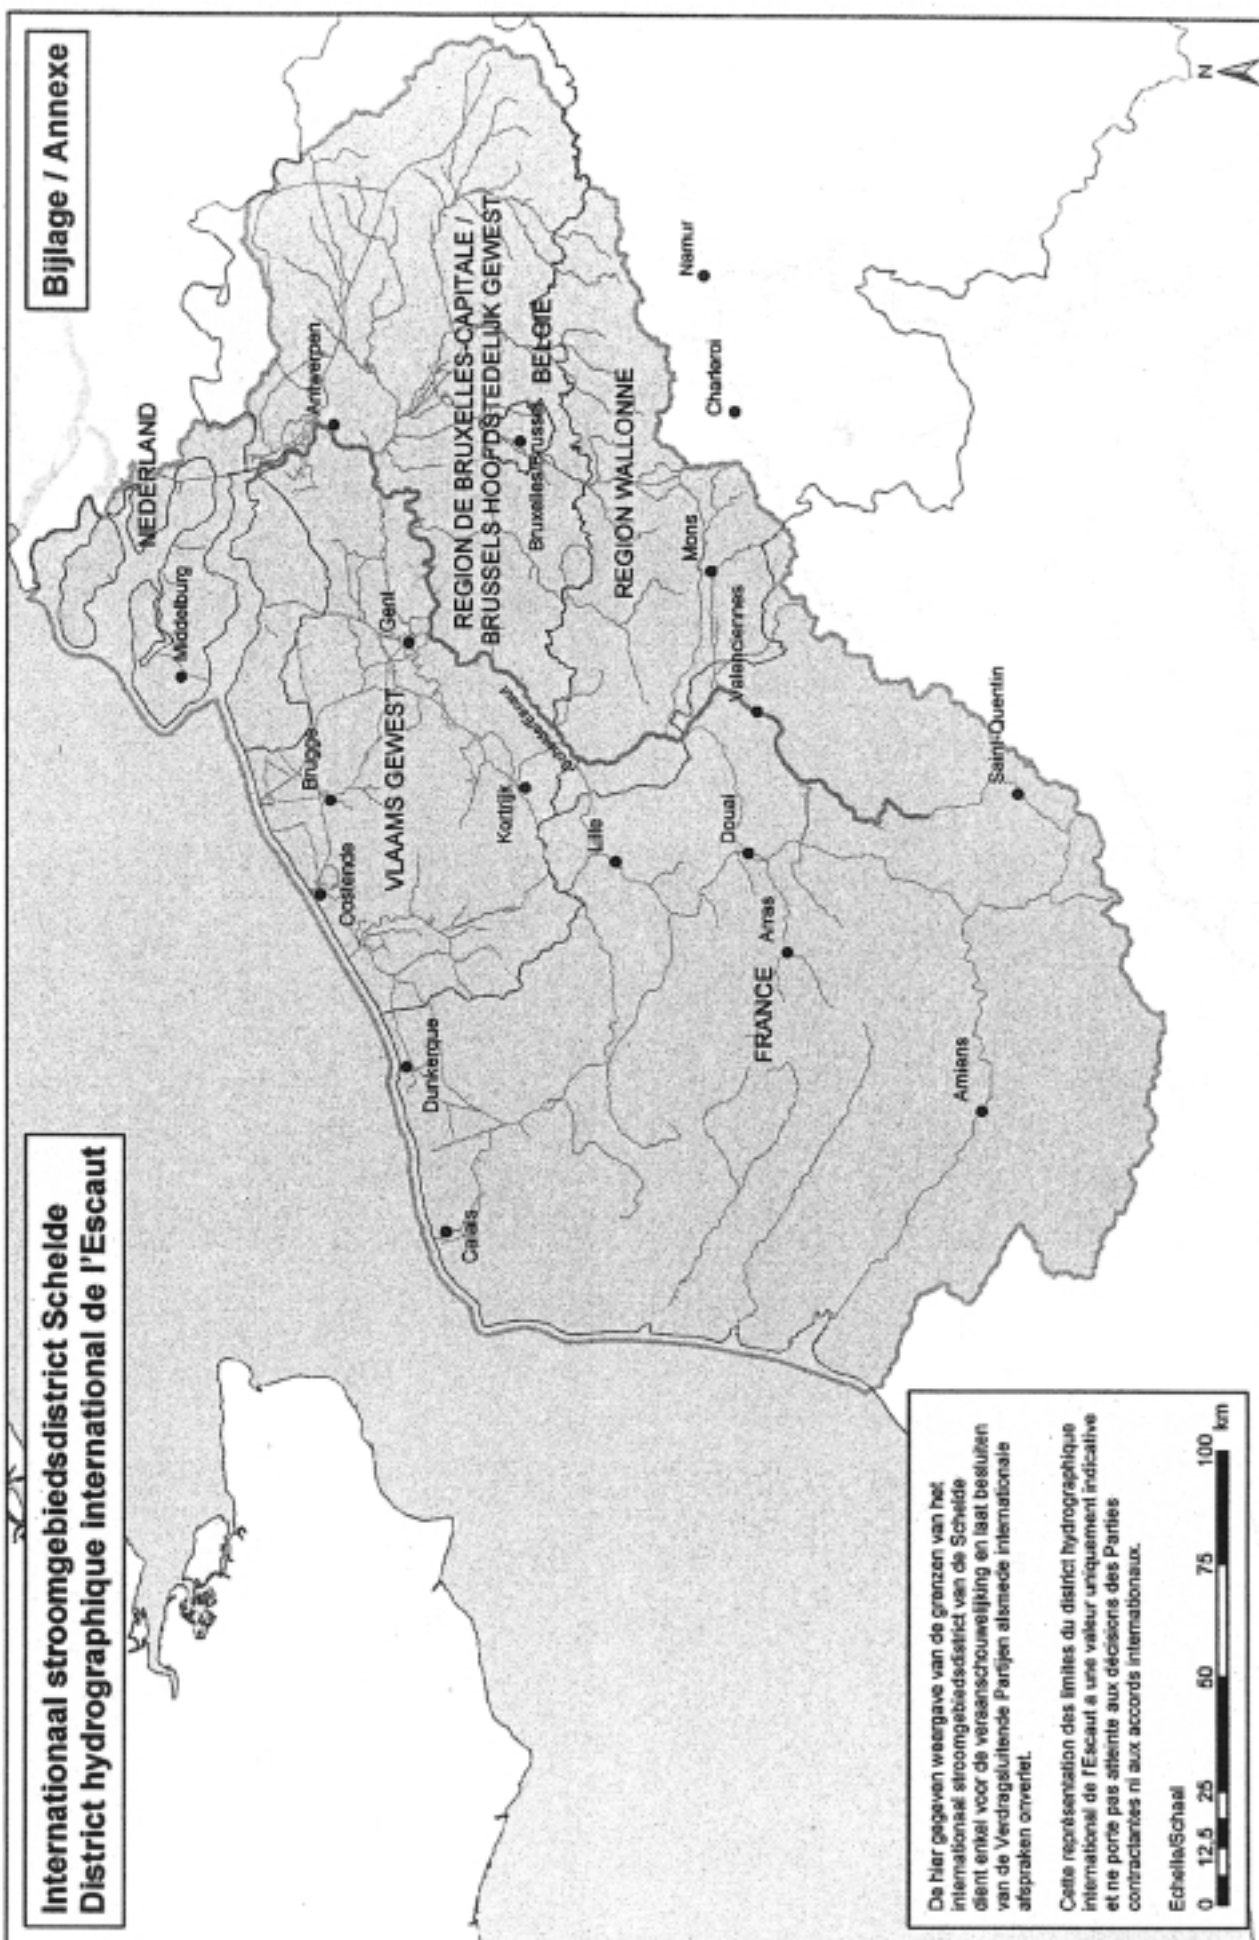 Internationaal stroomgebiedsdistrict Schelde
District hydrographique international de l'Escaut
Bijlage / Annexe
NEDERLAND
Middelburg
Antwerpen
Brugge
Oostende
Gent
VLAAMS GEWEST
REGION DE BRUXELLES-CAPITALE /
BRUSSELS HOOFDSTEDELIJK GEWEST
Bruxelles/Brussel
BELGIË
Dunkerque
Calais
Kortrijk
Schelde/Escaut
Lille
REGION WALLONNE
Mons
Charleroi
Namur
Valenciennes
Douai
Arras
FRANCE
Amiens
Saint-Quentin
N
De hier gegeven weergave van de grenzen van het
internationaal stroomgebiedsdistrict van de Schelde
dient enkel voor de veraanschouwelijking en laat besluiten
van de Verdragsluitende Partijen alsmede internationale
afspraken onverlet.
Cette représentation des limites du district hydrographique
international de l'Escaut a une valeur uniquement indicative
et ne porte pas atteinte aux décisions des Parties
contractantes ni aux accords internationaux.
Echelle/Schaal
0 12,5 25 50 75 100
km